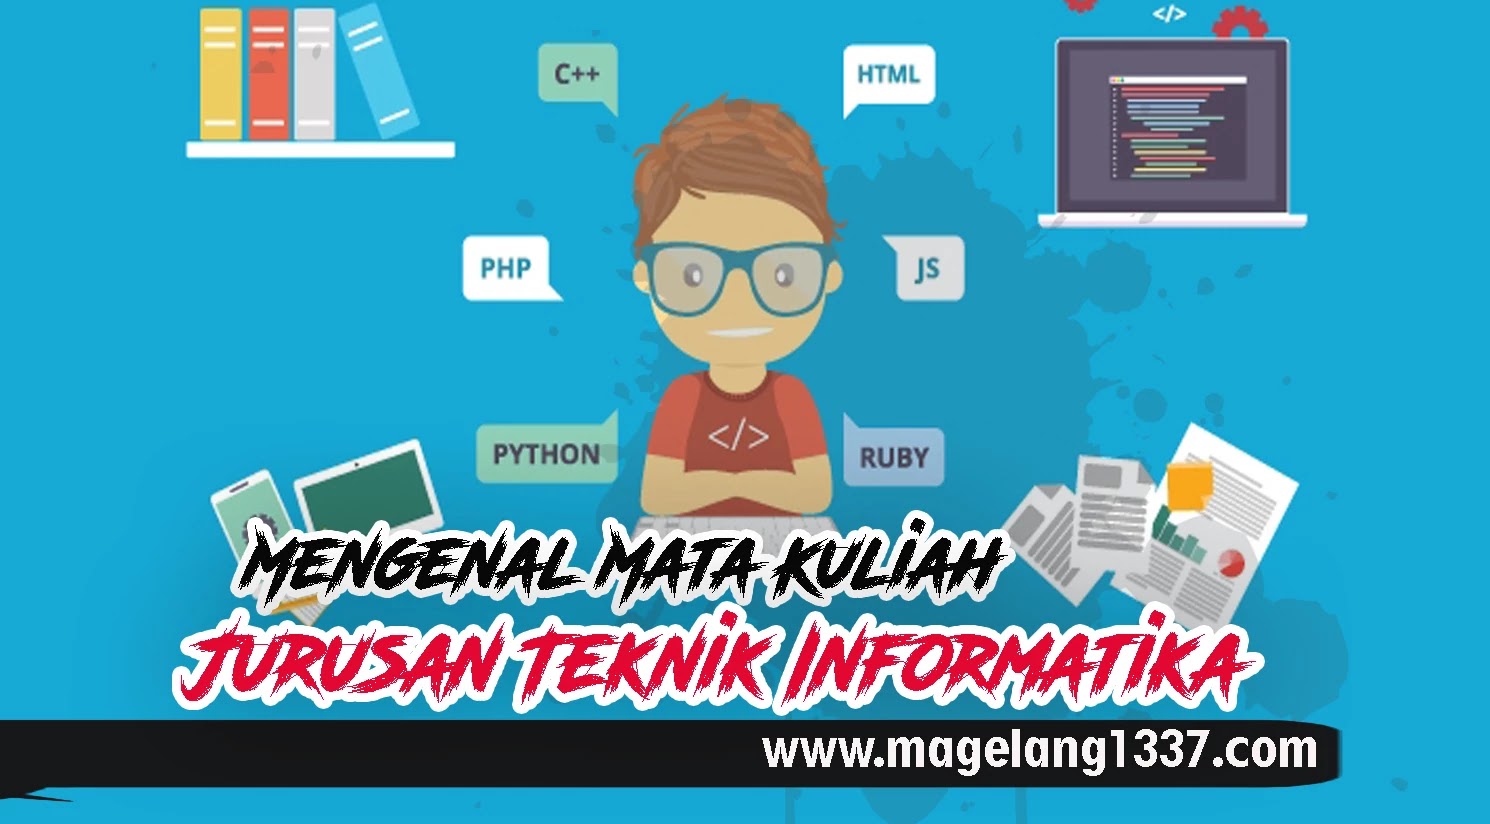 </>
C++
HTML
PHP
JS
</>
PYTHON
RUBY
MENGENAL MATA KULIAH
JURUSAN TEKNIK INFORMATIKA
www.magelang1337.com